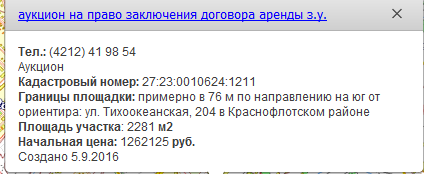 аукцион на право заключения договора аренды з.у.
Тел.: (4212) 41 98 54
Аукцион
Кадастровый номер: 27:23:0010624:1211
Границы площадки: примерно в 76 м по направлению на юг от
ориентира: ул. Тихоокеанская, 204 в Краснофлотском районе
Площадь участка: 2281 м2
Начальная цена: 1262125 руб.
Создано 5.9.2016